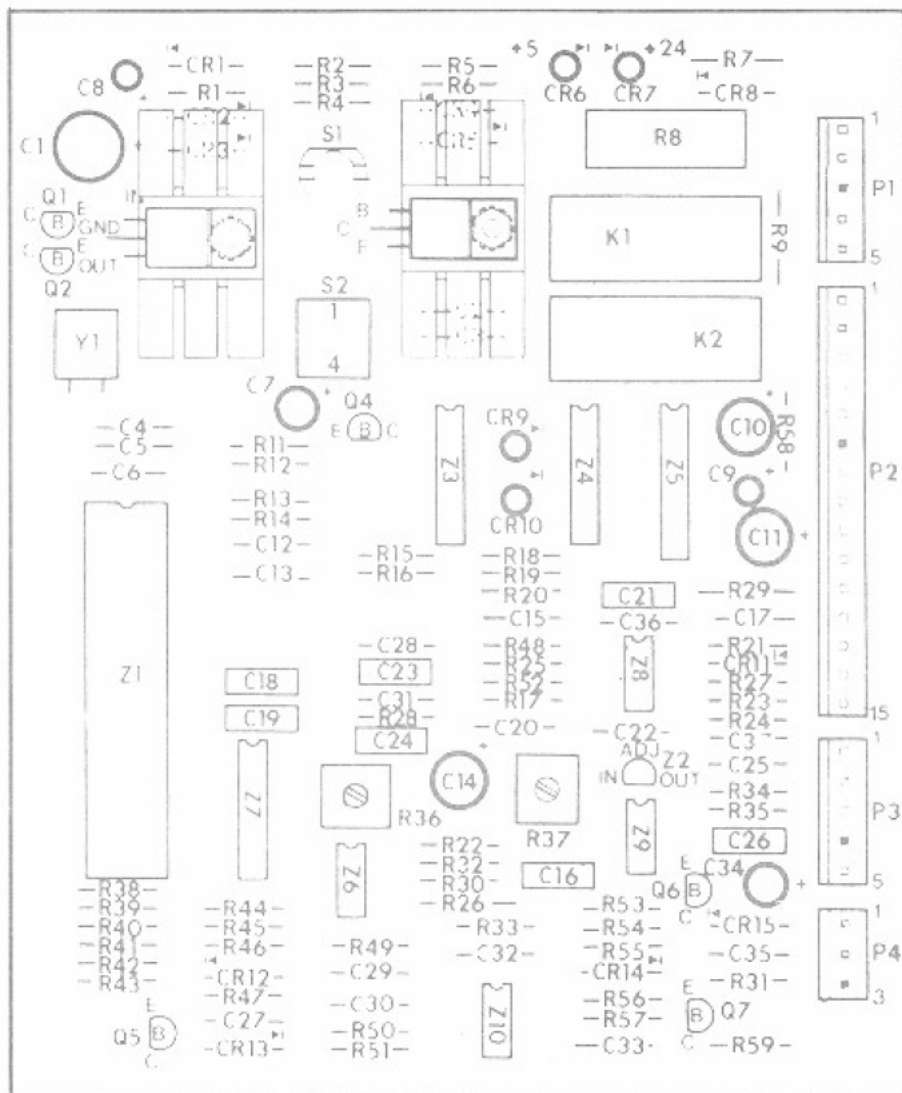 +5 +24
C8 CR1 R2 R5 CR6 CR7 R7
R1 R3 R6 CR8
R4
C1 CR3 S1 R8 1
P1
Q1 IN
C E B K1 R9
B GND C
C E 5
B OUT
Q2 S2 1
Y1 1 K2
4
C7 Q4
C4 E B C CR9 C10 R58
C5 R11
C6 R12 Z3 Z4 Z5 C9 P2
R13 CR10
R14 C11
C12 R15 R18
C13 R16 R19
R20 C21 R29
C15 C36 C17
C28 R48 R21
Z1 C23 R25 Z8 CR11
C18 R52 R27
C31 R17 R23
C19 R28 R24 15
C24 C20 C22
ADJ Z2 1
C14 IN OUT C25
Z7 R34
R36 R37 R35 P3
R22 Z9
Z6 R32 C16 C26
R38 R30 E C34 5
R39 R44 R26 R53 Q6 B
R40 R45 R33 R54 C CR15 1
R41 R46 R49 C32 R55 C35 P4
R42 CR12 C29 CR14 R31
R43 R47 C30 R56 E 3
E C27 R50 Z10 R57 B Q7
Q5 B CR13 R51 C33 C R59
C